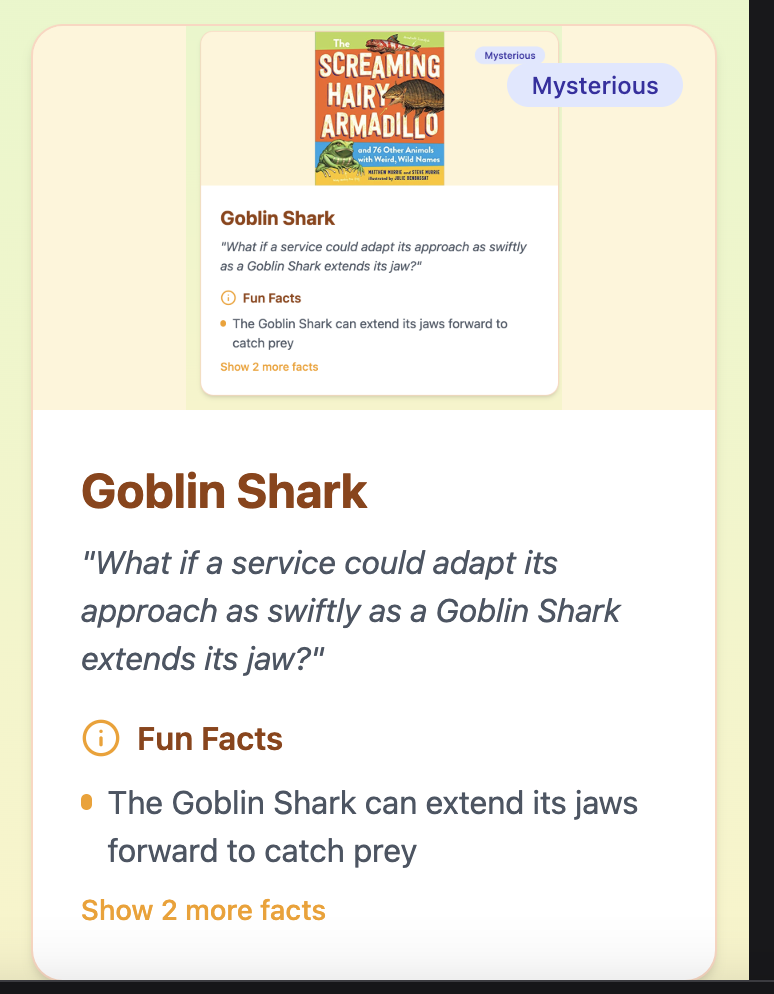 The
SCREAMING
HAIRY
ARMADILLO
and 76 Other Animals
with Weird, Wild Names
MATTHEW MURRIE and STEVE MURRIE
illustrated by JULIE BENBASSAT
Mysterious
Mysterious
Goblin Shark
"What if a service could adapt its approach as swiftly
as a Goblin Shark extends its jaw?"
Fun Facts
The Goblin Shark can extend its jaws forward to
catch prey
Show 2 more facts
Goblin Shark
"What if a service could adapt its
approach as swiftly as a Goblin Shark
extends its jaw?"
Fun Facts
The Goblin Shark can extend its jaws
forward to catch prey
Show 2 more facts